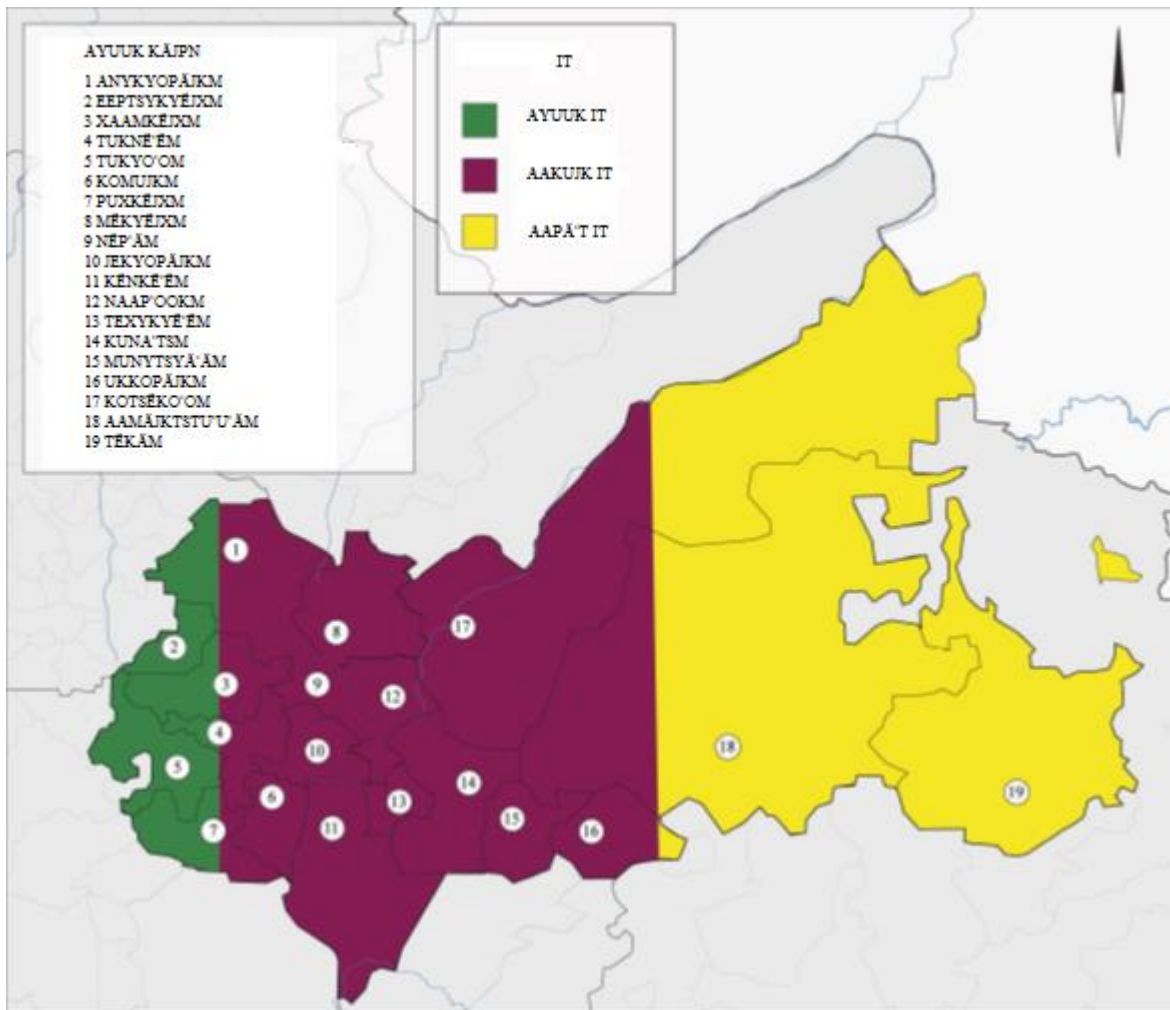 AYUUK KÄJPN
1 ANYKYOPÄJKM
2 EEPTSYKYËJXM
3 XAAMKËJXM
4 TUKNË'ËM
5 TUKYO'OM
6 KOMUJKM
7 PUXKËJXM
8 MËKYËJXM
9 NËP'ÄM
10 JEKYOPÄJKM
11 KËNKË'ËM
12 NAAP'OOKM
13 TEXYKYË'ËM
14 KUNA'TSM
15 MUNYTSYÄ'ÄM
16 UKKOPÄJKM
17 KOTSËKO'OM
18 AAMÄJKTSTU'U'ÄM
19 TËKÄM
IT
AYUUK IT
AAKUJK IT
AAPÄ'T IT
1
2
3
4
5
6
7
8
9
10
11
12
13
14
15
16
17
18
19